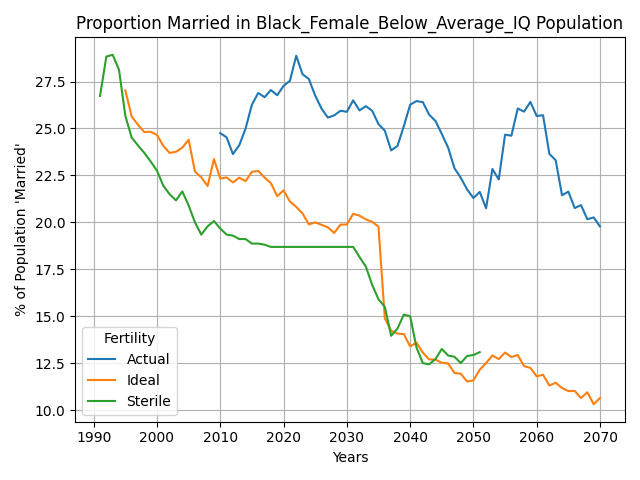 Proportion Married in Black_Female_Below_Average_IQ Population
% of Population 'Married'
27.5
25.0
22.5
20.0
17.5
15.0
12.5
10.0
Fertility
Actual
Ideal
Sterile
1990 2000 2010 2020 2030 2040 2050 2060 2070
Years